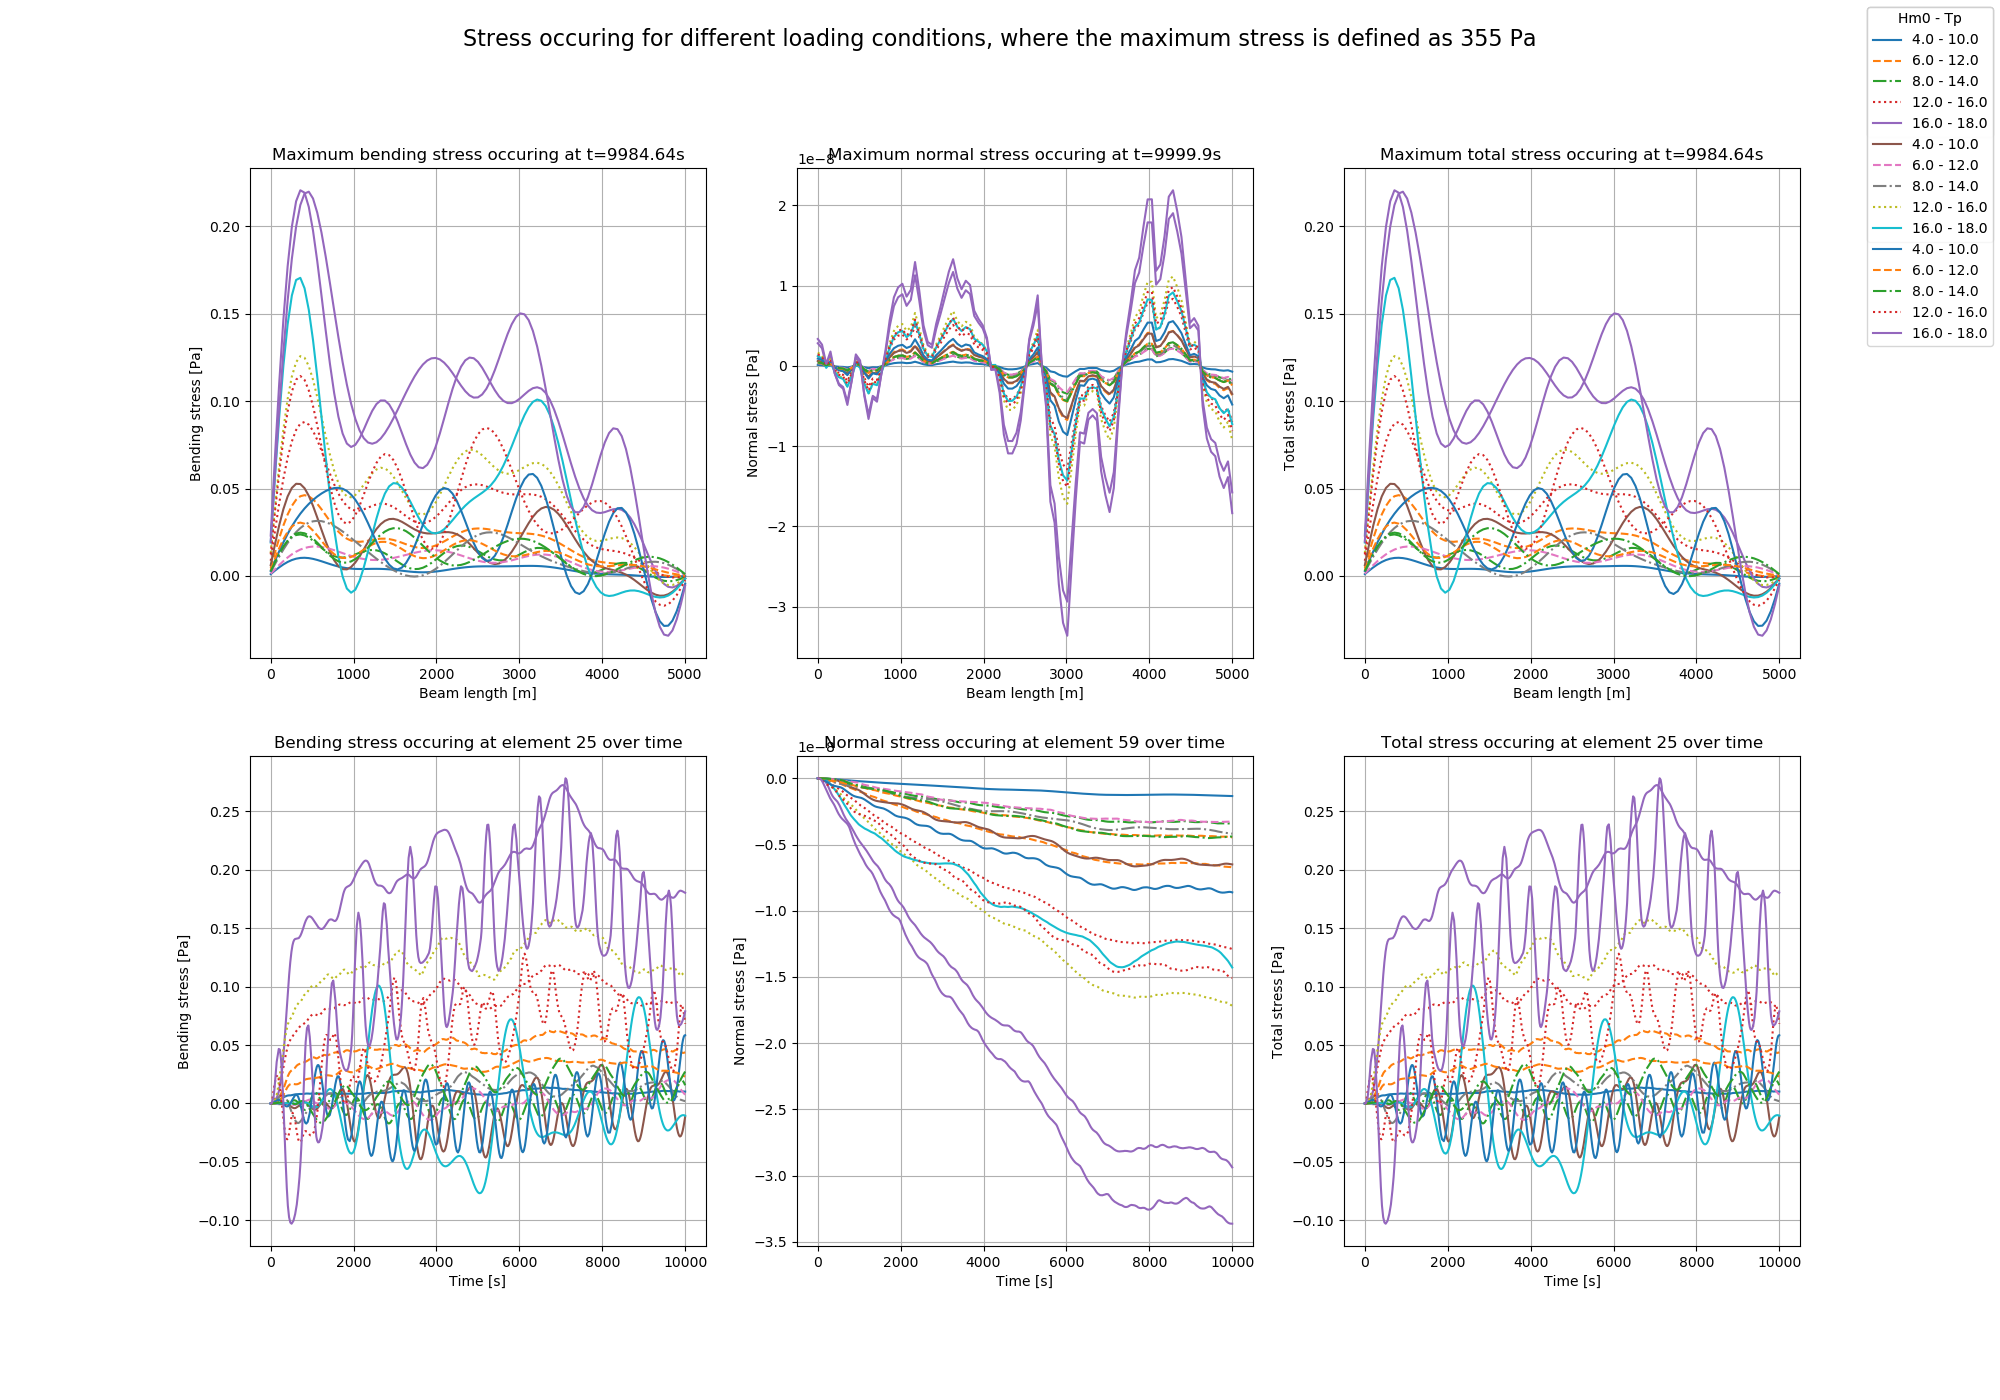 Stress occuring for different loading conditions, where the maximum stress is defined as 355 Pa
Hm0 - Tp
4.0 - 10.0
6.0 - 12.0
8.0 - 14.0
12.0 - 16.0
16.0 - 18.0
4.0 - 10.0
6.0 - 12.0
8.0 - 14.0
12.0 - 16.0
16.0 - 18.0
4.0 - 10.0
6.0 - 12.0
8.0 - 14.0
12.0 - 16.0
16.0 - 18.0
Maximum bending stress occuring at t=9984.64s
Bending stress [Pa]
0.20
0.15
0.10
0.05
0.00
0 1000 2000 3000 4000 5000
Beam length [m]
1e−8
Maximum normal stress occuring at t=9999.9s
Normal stress [Pa]
2
1
0
−1
−2
−3
0 1000 2000 3000 4000 5000
Beam length [m]
Maximum total stress occuring at t=9984.64s
Total stress [Pa]
0.20
0.15
0.10
0.05
0.00
0 1000 2000 3000 4000 5000
Beam length [m]
Bending stress occuring at element 25 over time
Bending stress [Pa]
0.25
0.20
0.15
0.10
0.05
0.00
−0.05
−0.10
0 2000 4000 6000 8000 10000
Time [s]
1e−8
Normal stress occuring at element 59 over time
Normal stress [Pa]
0.0
−0.5
−1.0
−1.5
−2.0
−2.5
−3.0
−3.5
0 2000 4000 6000 8000 10000
Time [s]
Total stress occuring at element 25 over time
Total stress [Pa]
0.25
0.20
0.15
0.10
0.05
0.00
−0.05
−0.10
0 2000 4000 6000 8000 10000
Time [s]